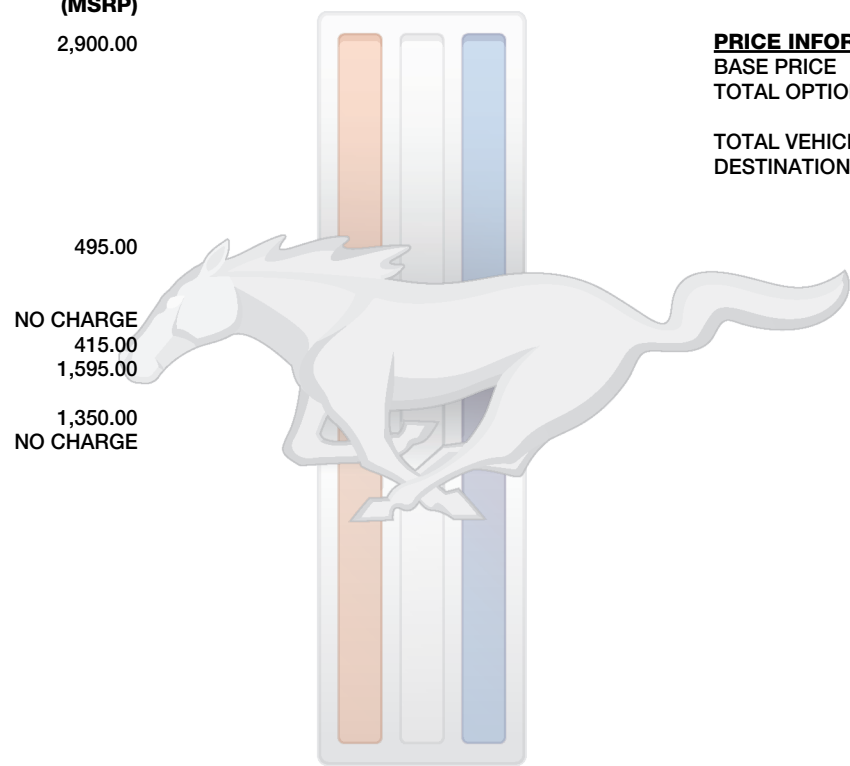 (MSRP)
2,900.00
495.00
NO CHARGE
415.00
1,595.00
1,350.00
NO CHARGE
PRICE INFOR
BASE PRICE
TOTAL OPTIO
TOTAL VEHIC
DESTINATION